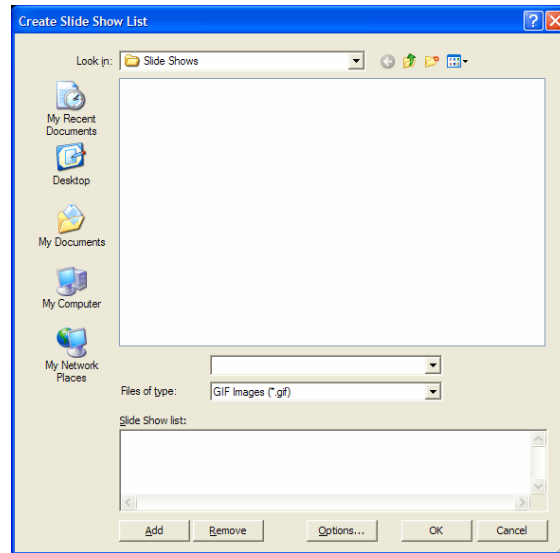 Create Slide Show List
Look in:
Slide Shows
My Recent
Documents
Desktop
My Documents
My Computer
My Network
Places
Files of type:
GIF Images (*.gif)
Slide Show list:
Add
Remove
Options...
OK
Cancel